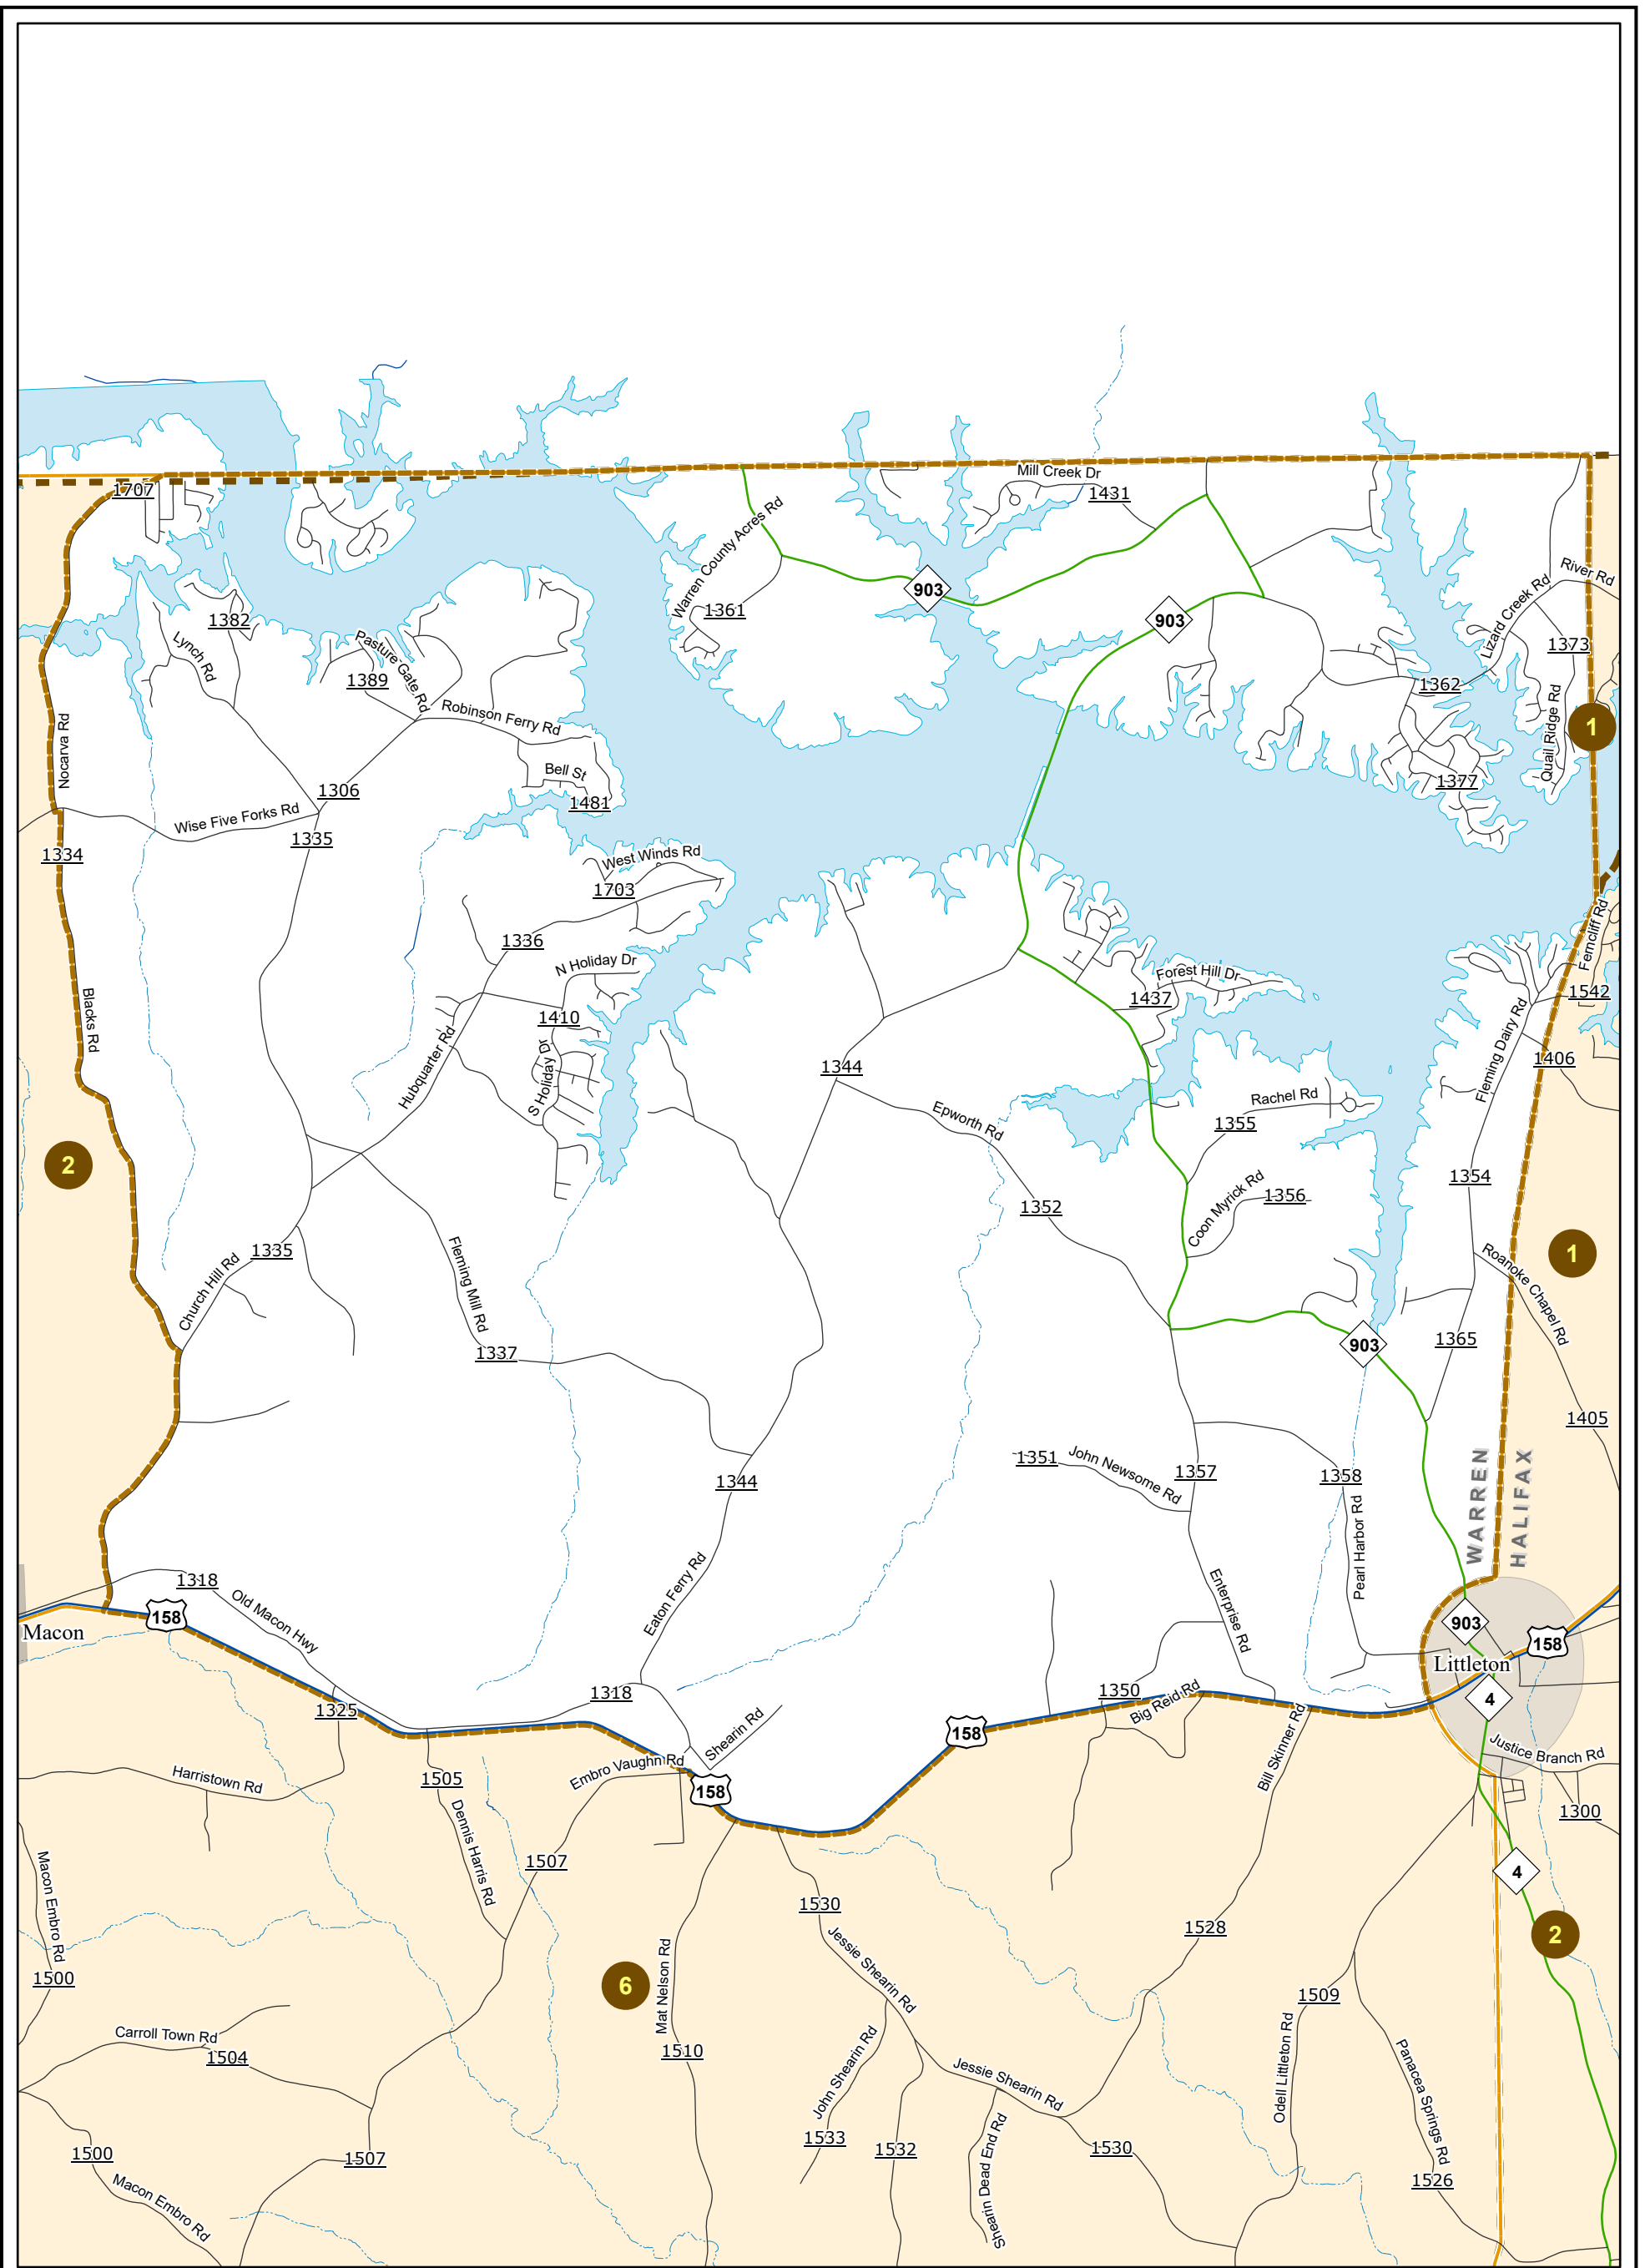 Mill Creek Dr
1707
1431
Warren County Acres Rd
River Rd
903
Lizard Creek Rd
1382
1361
903
Lynch Rd
Pasture Gate Rd
1373
1389
1362
Robinson Ferry Rd
Nocarva Rd
Quail Ridge Rd
1
Bell St
1306
1481
1377
Wise Five Forks Rd
1335
1334
West Winds Rd
1703
1336
Ferncliff Rd
N Holiday Dr
Forest Hill Dr
1437
1542
Blacks Rd
1410
Fleming Dairy Rd
Hubquarter Rd
S Holiday Dr
1344
1406
Rachel Rd
Epworth Rd
1355
2
1354
Coon Myrick Rd
1356
1352
1335
1
Church Hill Rd
Fleming Mill Rd
Roanoke Chapel Rd
1337
903
1365
1405
1351
John Newsome Rd
1344
1357
1358
WARREN
HALIFAX
Pearl Harbor Rd
1318
Old Macon Hwy
Eaton Ferry Rd
Enterprise Rd
158
903
Macon
158
Littleton
1318
1350
4
1325
Big Reid Rd
Shearin Rd
158
Bill Skinner Rd
Justice Branch Rd
Harristown Rd
1505
Embro Vaughn Rd
158
1300
Dennis Harris Rd
Macon Embro Rd
1507
4
1530
1528
2
Jessie Shearin Rd
1500
6
Mat Nelson Rd
1509
Carroll Town Rd
1504
1510
John Shearin Rd
Jessie Shearin Rd
Odell Littleton Rd
Panacea Springs Rd
1500
1507
1533
1532
Shearin Dead End Rd
1530
1526
Macon Embro Rd